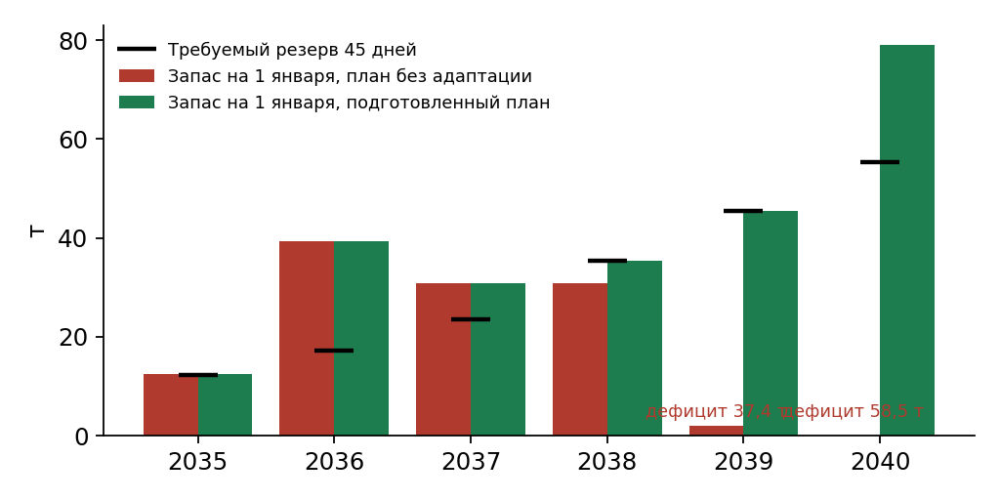 Требуемый резерв 45 дней
Запас на 1 января, план без адаптации
Запас на 1 января, подготовленный план
т
80
60
40
20
0
дефицит 37,4 дефицит 58,5 т
2035 2036 2037 2038 2039 2040